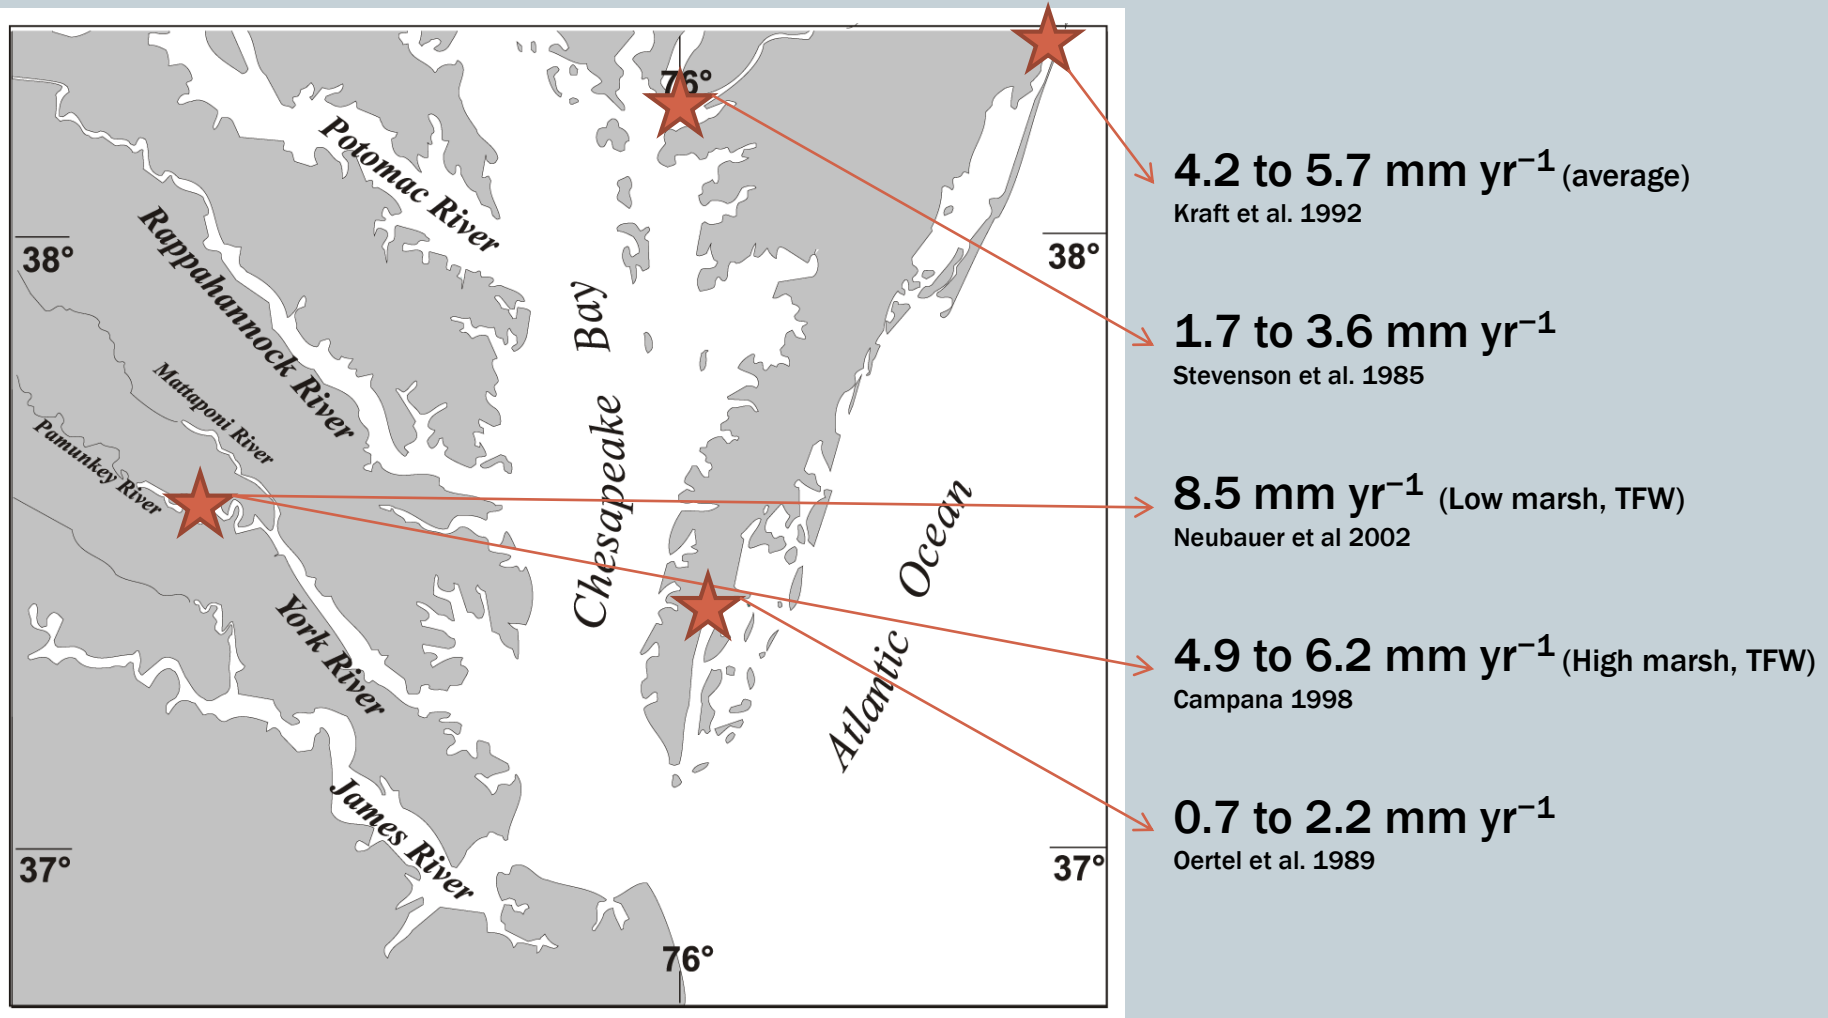 76°
Potomac River
Rappahannock River
38°
38°
Chesapeake Bay
Mattaponi River
Pamunkey River
Atlantic Ocean
York River
James River
37°
37°
76°
4.2 to 5.7 mm yr⁻¹ (average)
Kraft et al. 1992
1.7 to 3.6 mm yr⁻¹
Stevenson et al. 1985
8.5 mm yr⁻¹ (Low marsh, TFW)
Neubauer et al 2002
4.9 to 6.2 mm yr⁻¹ (High marsh, TFW)
Campana 1998
0.7 to 2.2 mm yr⁻¹
Oertel et al. 1989